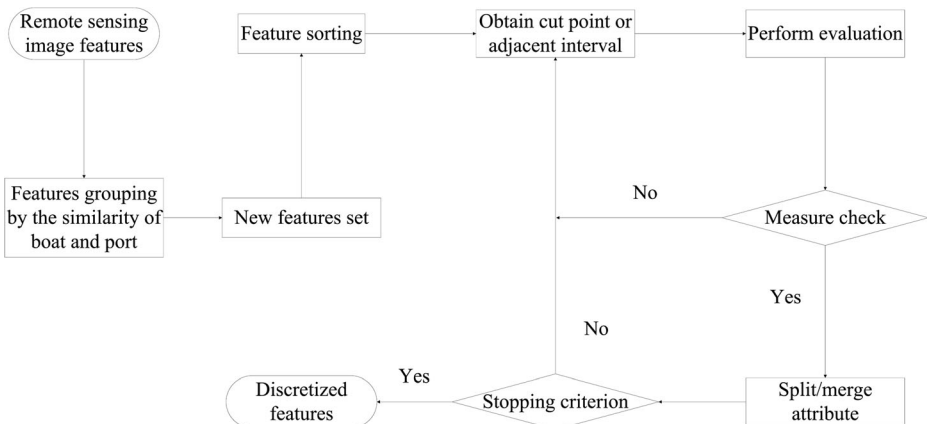 Remote sensing
image features
Feature sorting
Obtain cut point or
adjacent interval
Perform evaluation
Features grouping
by the similarity of
boat and port
New features set
No
Measure check
Yes
No
Split/merge
attribute
Stopping criterion
Yes
Discretized
features